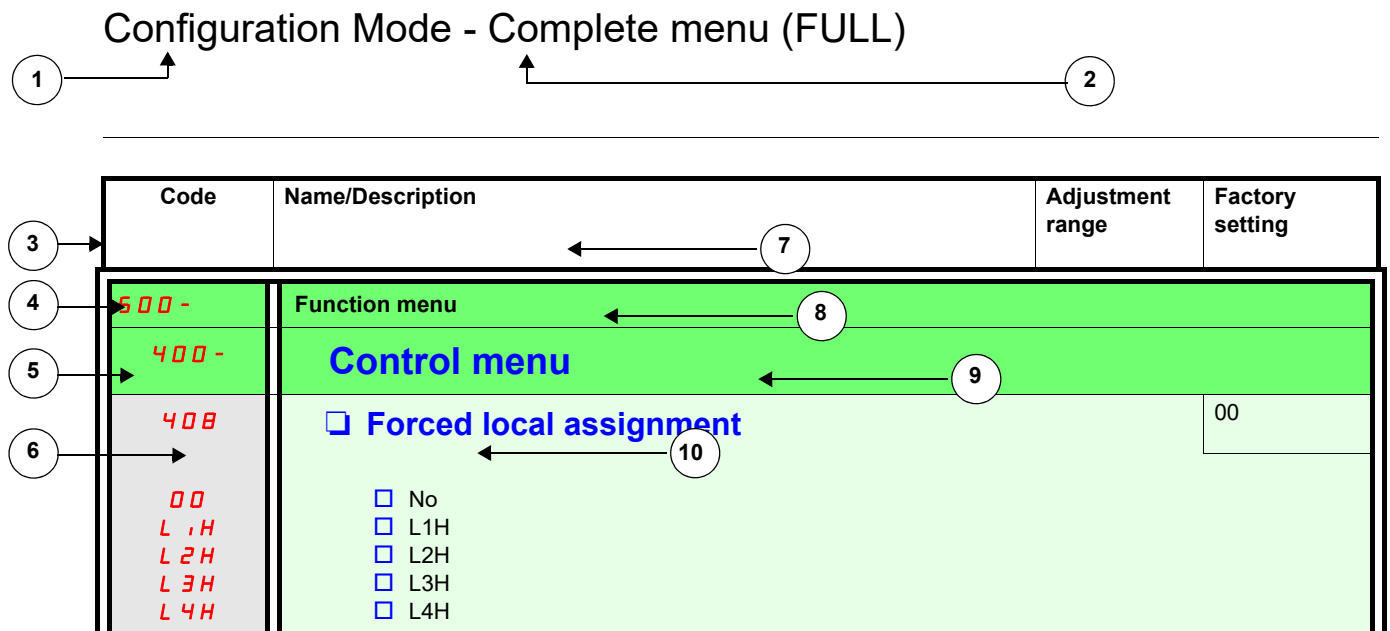 Configuration Mode - Complete menu (FULL)
1
2
Code Name/Description Adjustment range Factory setting
3
7
4 500- Function menu 8
400- Control menu
5
9
408 Forced local assignment 00
6
10
00 No
L1H L1H
L2H L2H
L3H L3H
L4H L4H